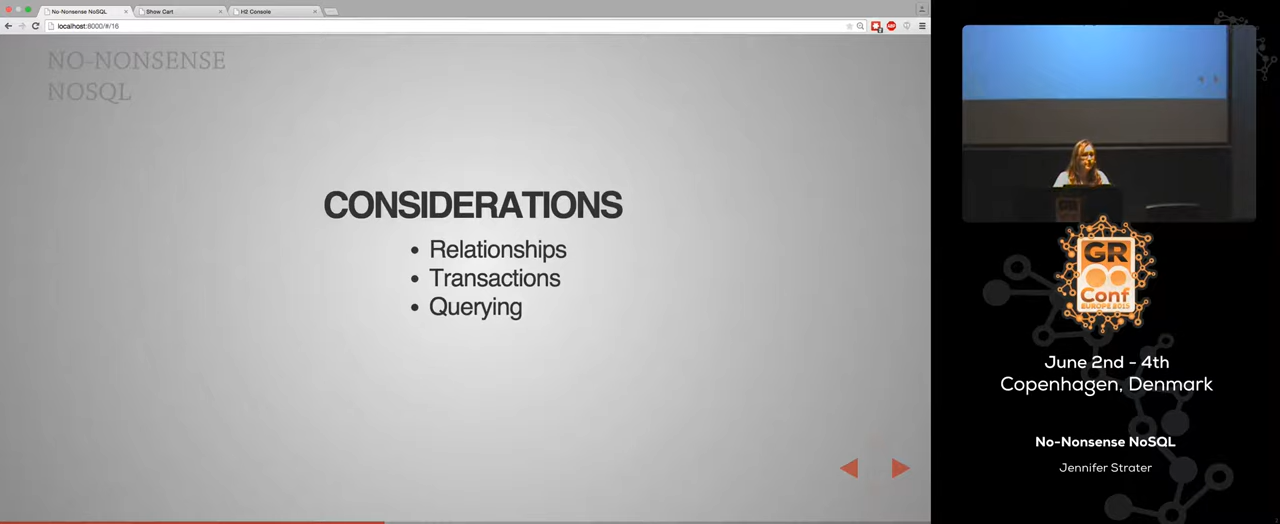 No-Nonsense NoSQL
Show Cart
H2 Console
localhost:8000/#/16
NO-NONSENSE
NOSQL
CONSIDERATIONS
• Relationships
• Transactions
• Querying
GR
Conf
EUROPE 2015
June 2nd - 4th
Copenhagen, Denmark
No-Nonsense NoSQL
Jennifer Strater